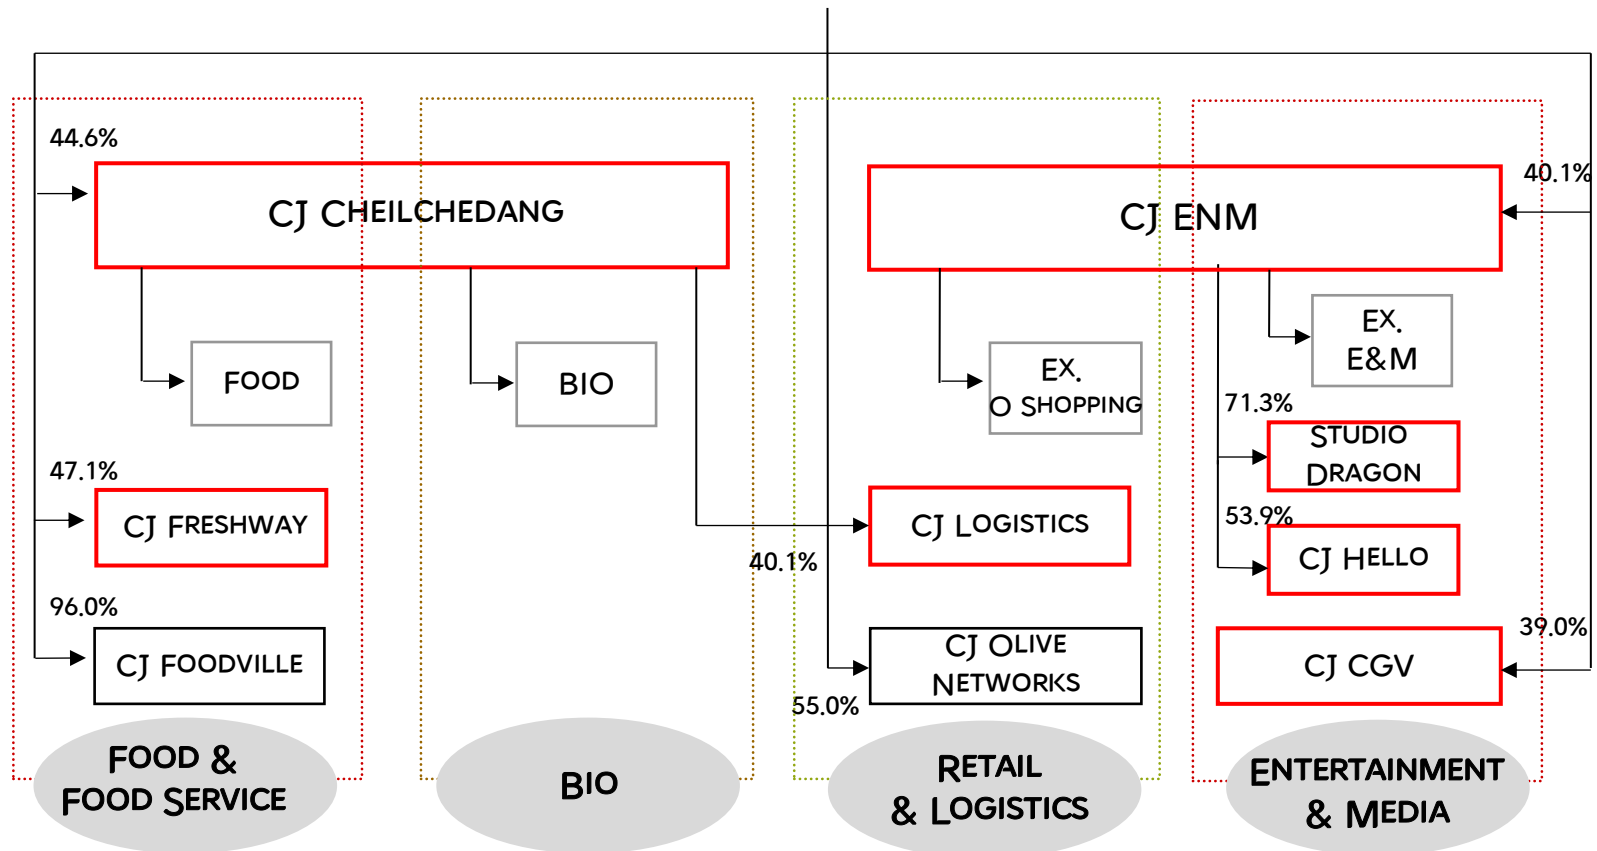 44.6%
CJ CHEILCHEDANG
40.1%
CJ ENM
FOOD
BIO
EX.
O SHOPPING
EX.
E&M
71.3%
STUDIO
DRAGON
47.1%
CJ FRESHWAY
40.1%
CJ LOGISTICS
53.9%
CJ HELLO
96.0%
CJ FOODVILLE
55.0%
CJ OLIVE
NETWORKS
39.0%
CJ CGV
FOOD &
FOOD SERVICE
BIO
RETAIL
& LOGISTICS
ENTERTAINMENT
& MEDIA